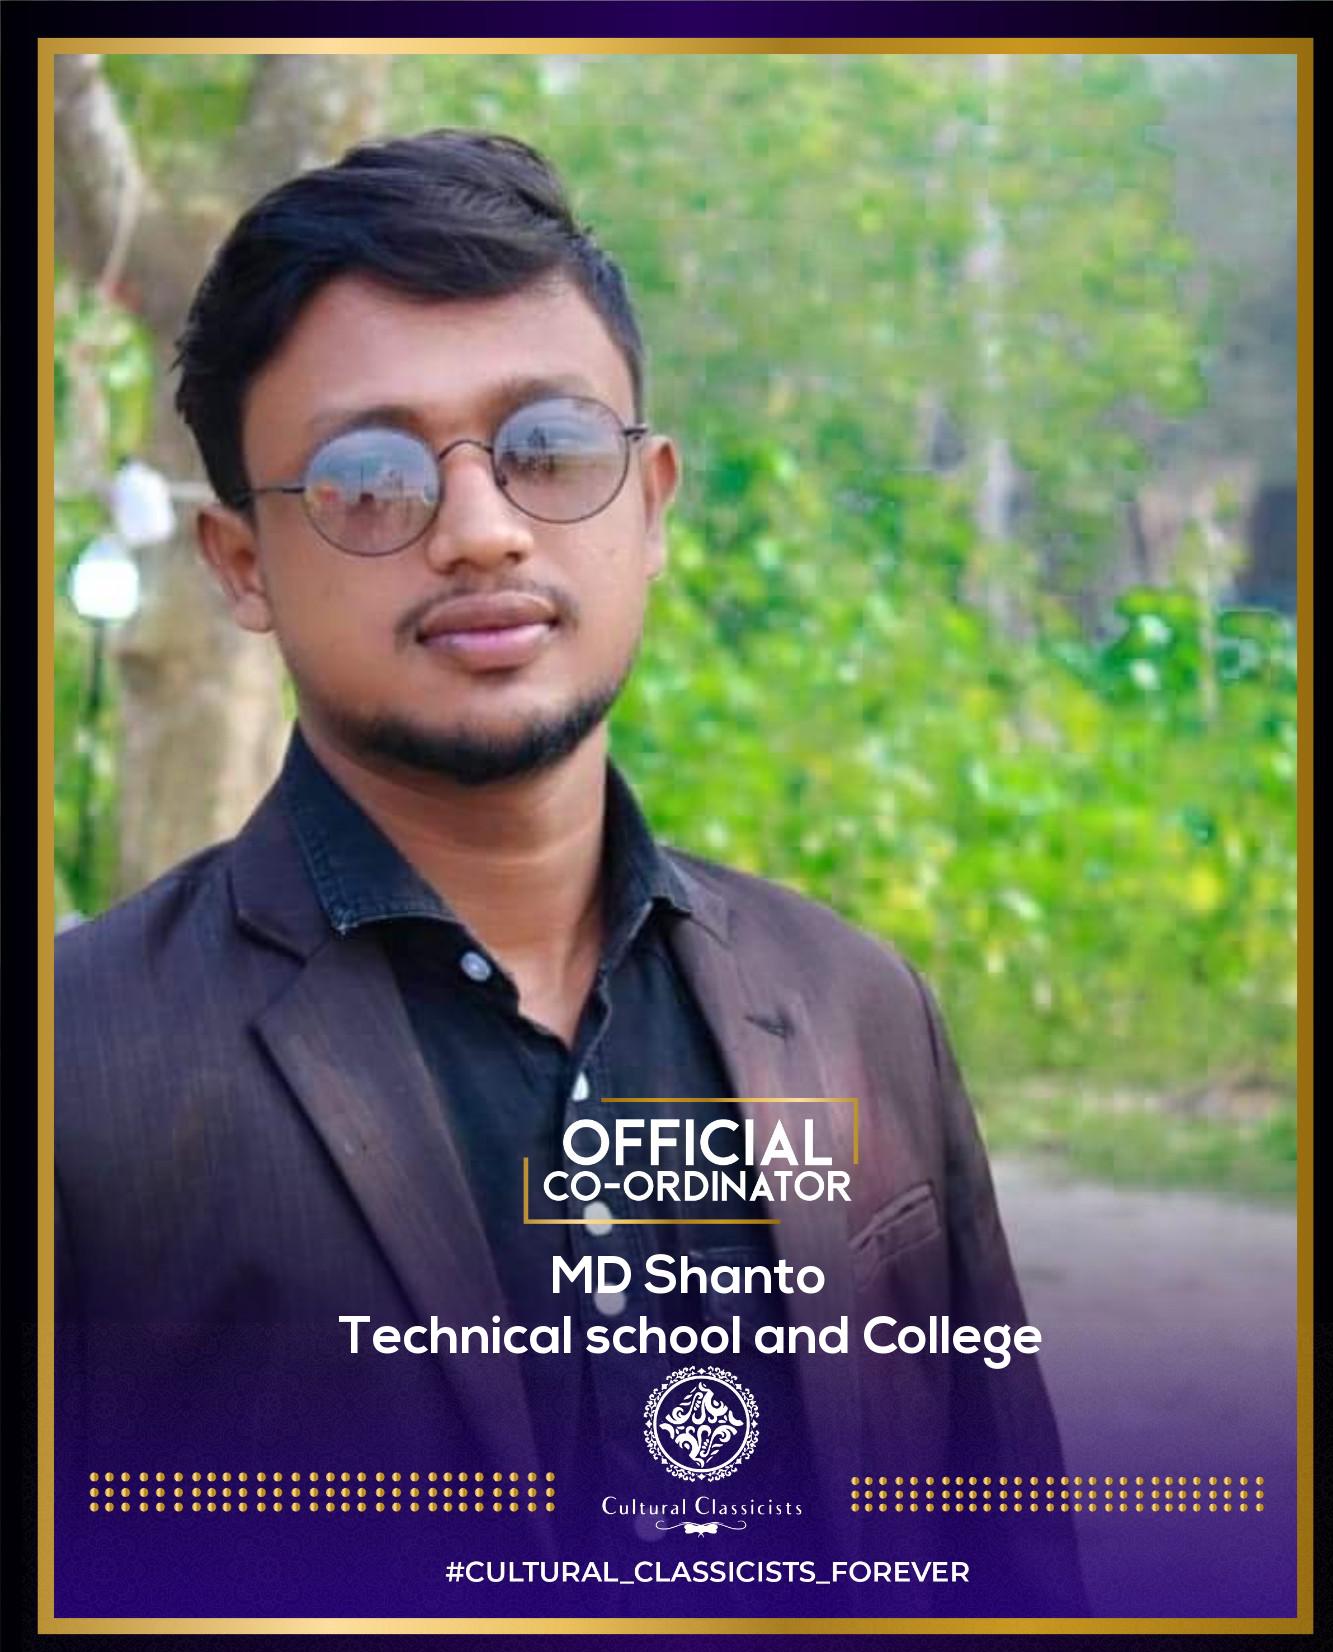 OFFICIAL
CO-ORDINATOR
MD Shanto
Technical school and College
Cultural Classicists
#CULTURAL_CLASSICISTS_FOREVER